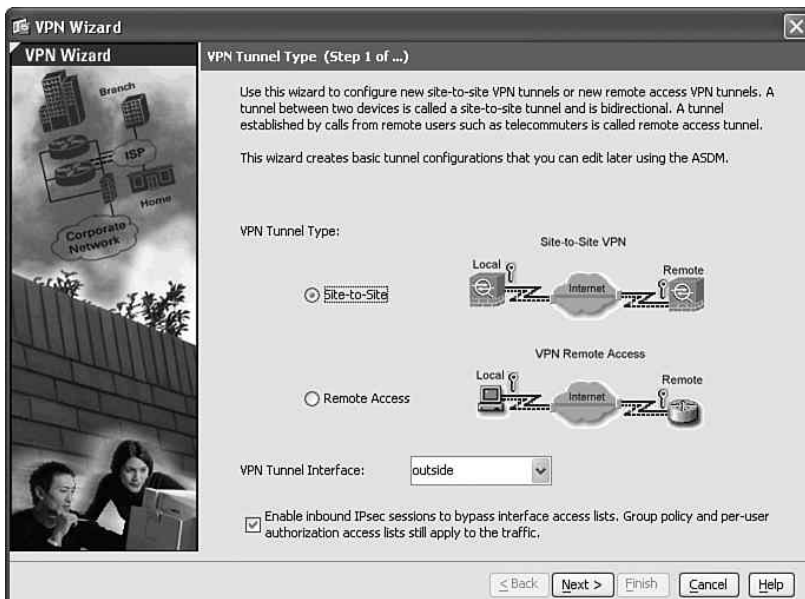 VPN Wizard
VPN Wizard
VPN Tunnel Type (Step 1 of ...)
Branch
ISP
Home
Corporate
Network
Use this wizard to configure new site-to-site VPN tunnels or new remote access VPN tunnels. A
tunnel between two devices is called a site-to-site tunnel and is bidirectional. A tunnel
established by calls from remote users such as telecommuters is called remote access tunnel.
This wizard creates basic tunnel configurations that you can edit later using the ASDM.
VPN Tunnel Type:
Site-to-Site VPN
Local
Remote
Internet
Site-to-Site
VPN Remote Access
Local
Remote
Internet
Remote Access
VPN Tunnel Interface:
outside
Enable inbound IPsec sessions to bypass interface access lists. Group policy and per-user
authorization access lists still apply to the traffic.
< Back
Next >
Finish
Cancel
Help